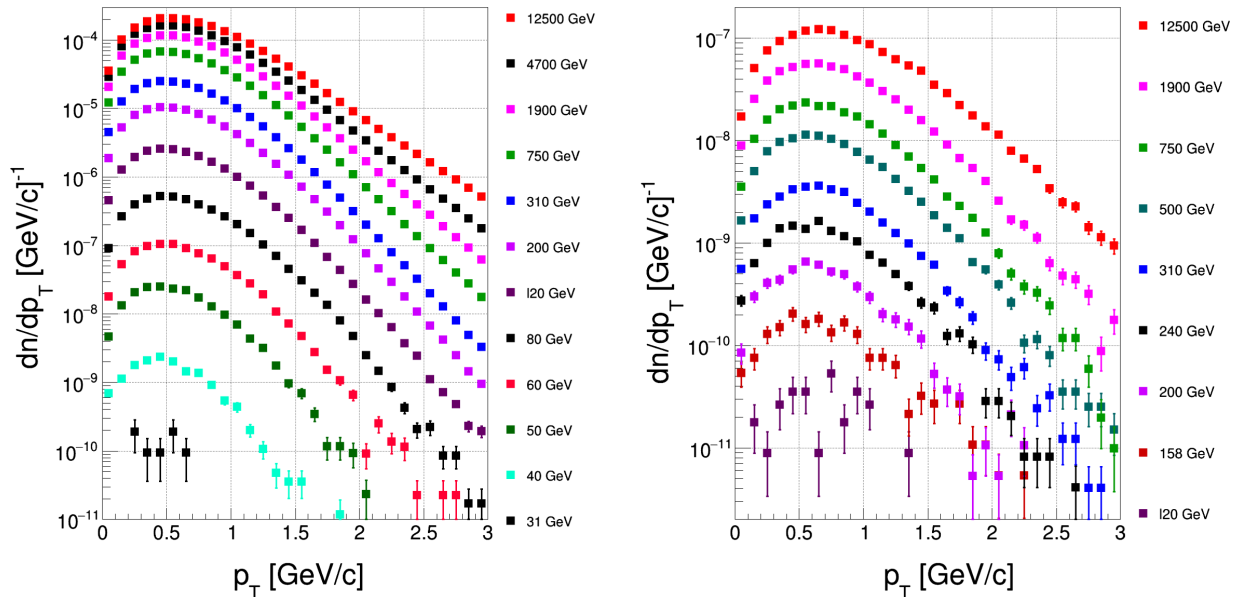 dn/dp_T [GeV/c]^-1
10^-4
10^-5
10^-6
10^-7
10^-8
10^-9
10^-10
10^-11
0 0.5 1 1.5 2 2.5 3
p_T [GeV/c]
12500 GeV
4700 GeV
1900 GeV
750 GeV
310 GeV
200 GeV
l20 GeV
80 GeV
60 GeV
50 GeV
40 GeV
31 GeV
dn/dp_T [GeV/c]^-1
10^-7
10^-8
10^-9
10^-10
10^-11
0 0.5 1 1.5 2 2.5 3
p_T [GeV/c]
12500 GeV
1900 GeV
750 GeV
500 GeV
310 GeV
240 GeV
200 GeV
158 GeV
l20 GeV